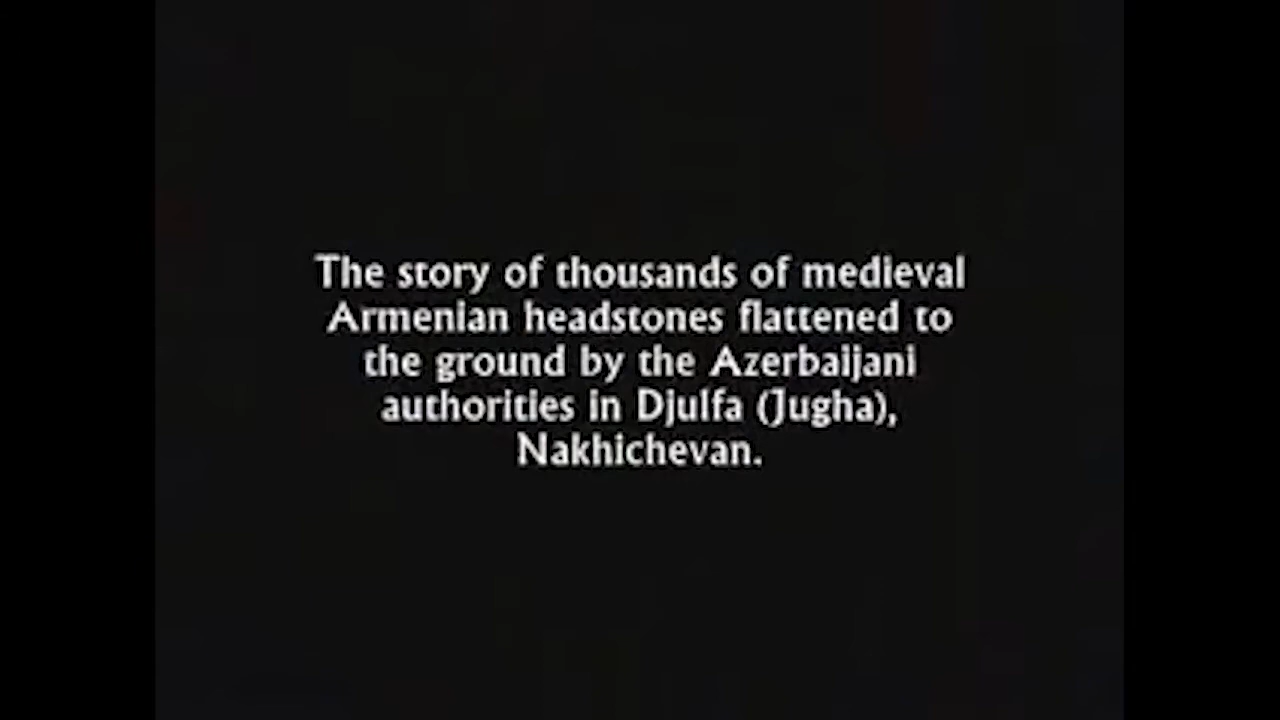 The story of thousands of medieval
Armenian headstones flattened to
the ground by the Azerbaijani
authorities in Djulfa (Jugha),
Nakhichevan.